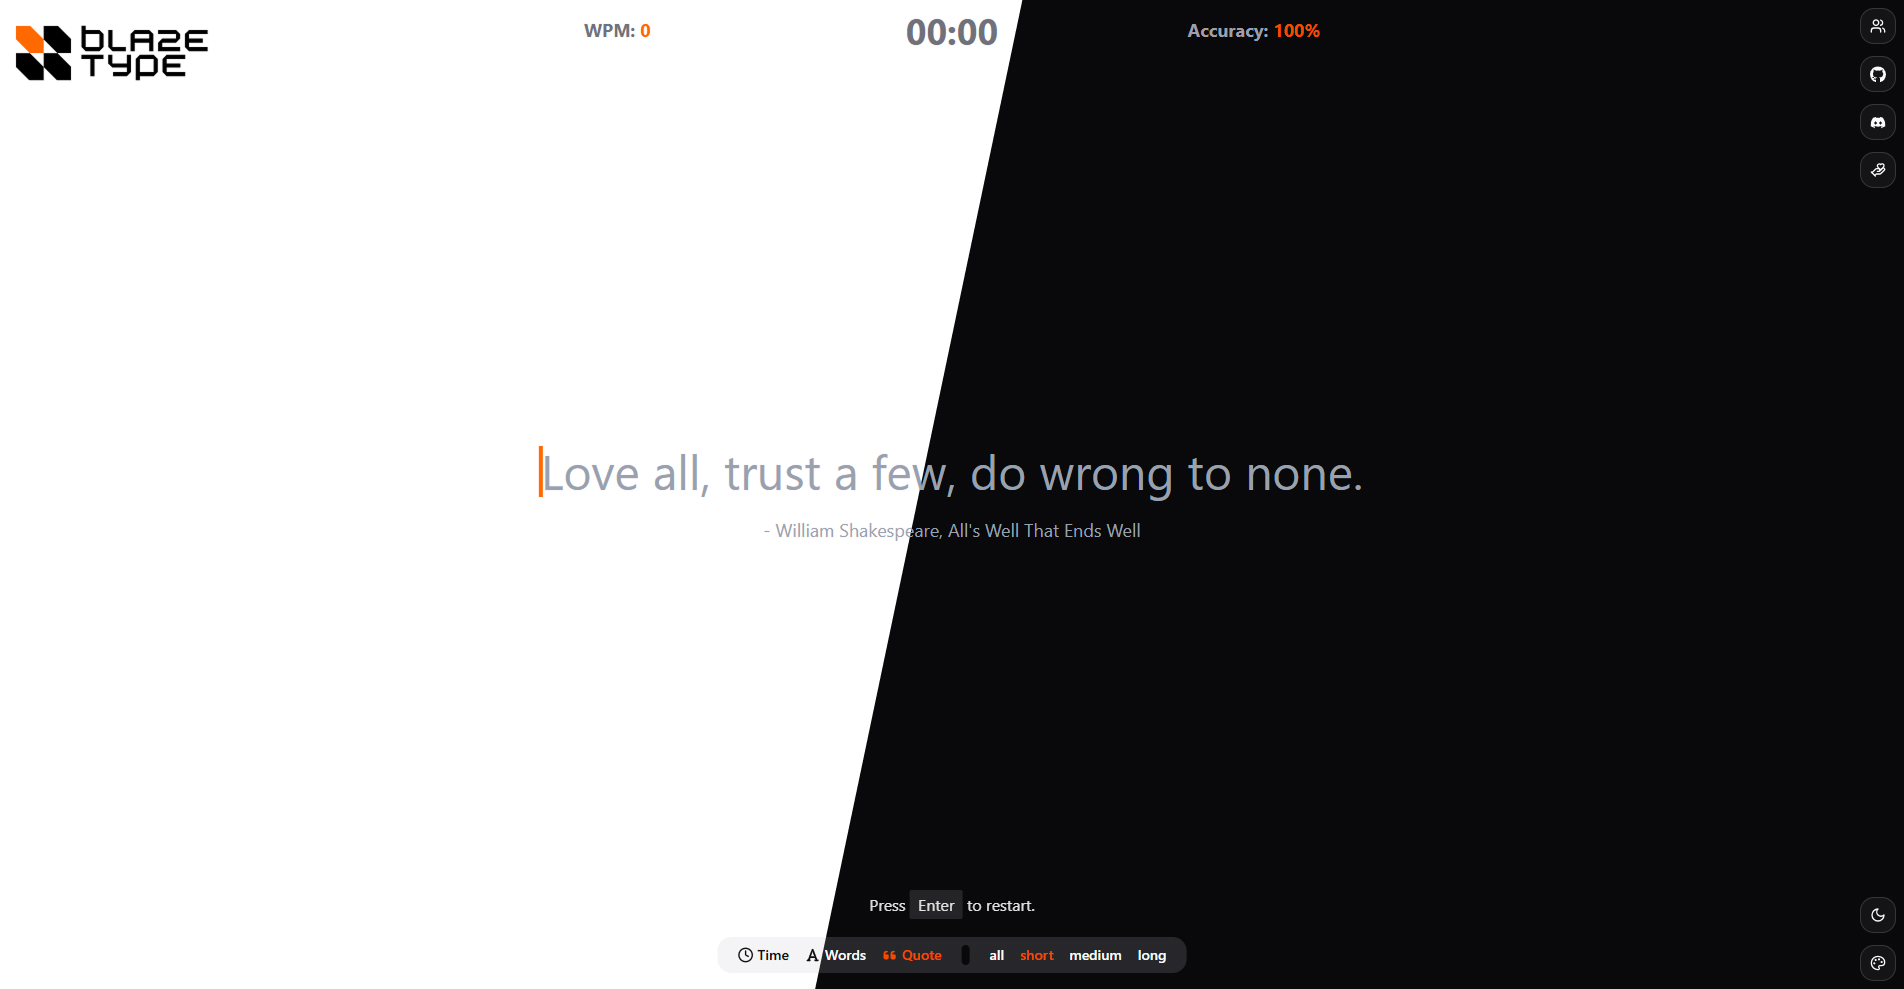 blaze
type
WPM: 0
00:00
Accuracy: 100%
Love all, trust a few, do wrong to none.
- William Shakespeare, All's Well That Ends Well
Press Enter to restart.
Time Words Quote all short medium long